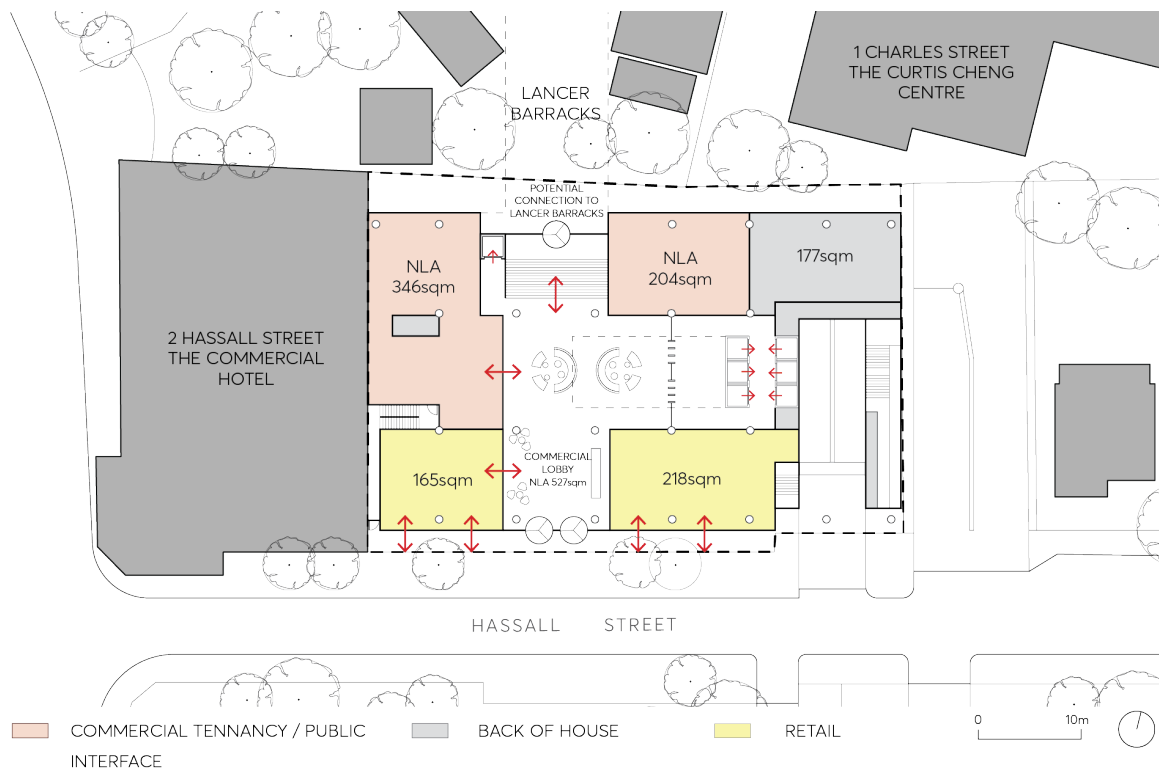 1 CHARLES STREET
THE CURTIS CHENG
CENTRE
LANCER
BARRACKS
POTENTIAL
CONNECTION TO
LANCER BARRACKS
NLA
346sqm
NLA
204sqm
177sqm
2 HASSALL STREET
THE COMMERCIAL
HOTEL
COMMERCIAL
LOBBY
NLA 527sqm
165sqm
218sqm
HASSALL STREET
COMMERCIAL TENNANCY / PUBLIC
INTERFACE
BACK OF HOUSE
RETAIL
0 10m